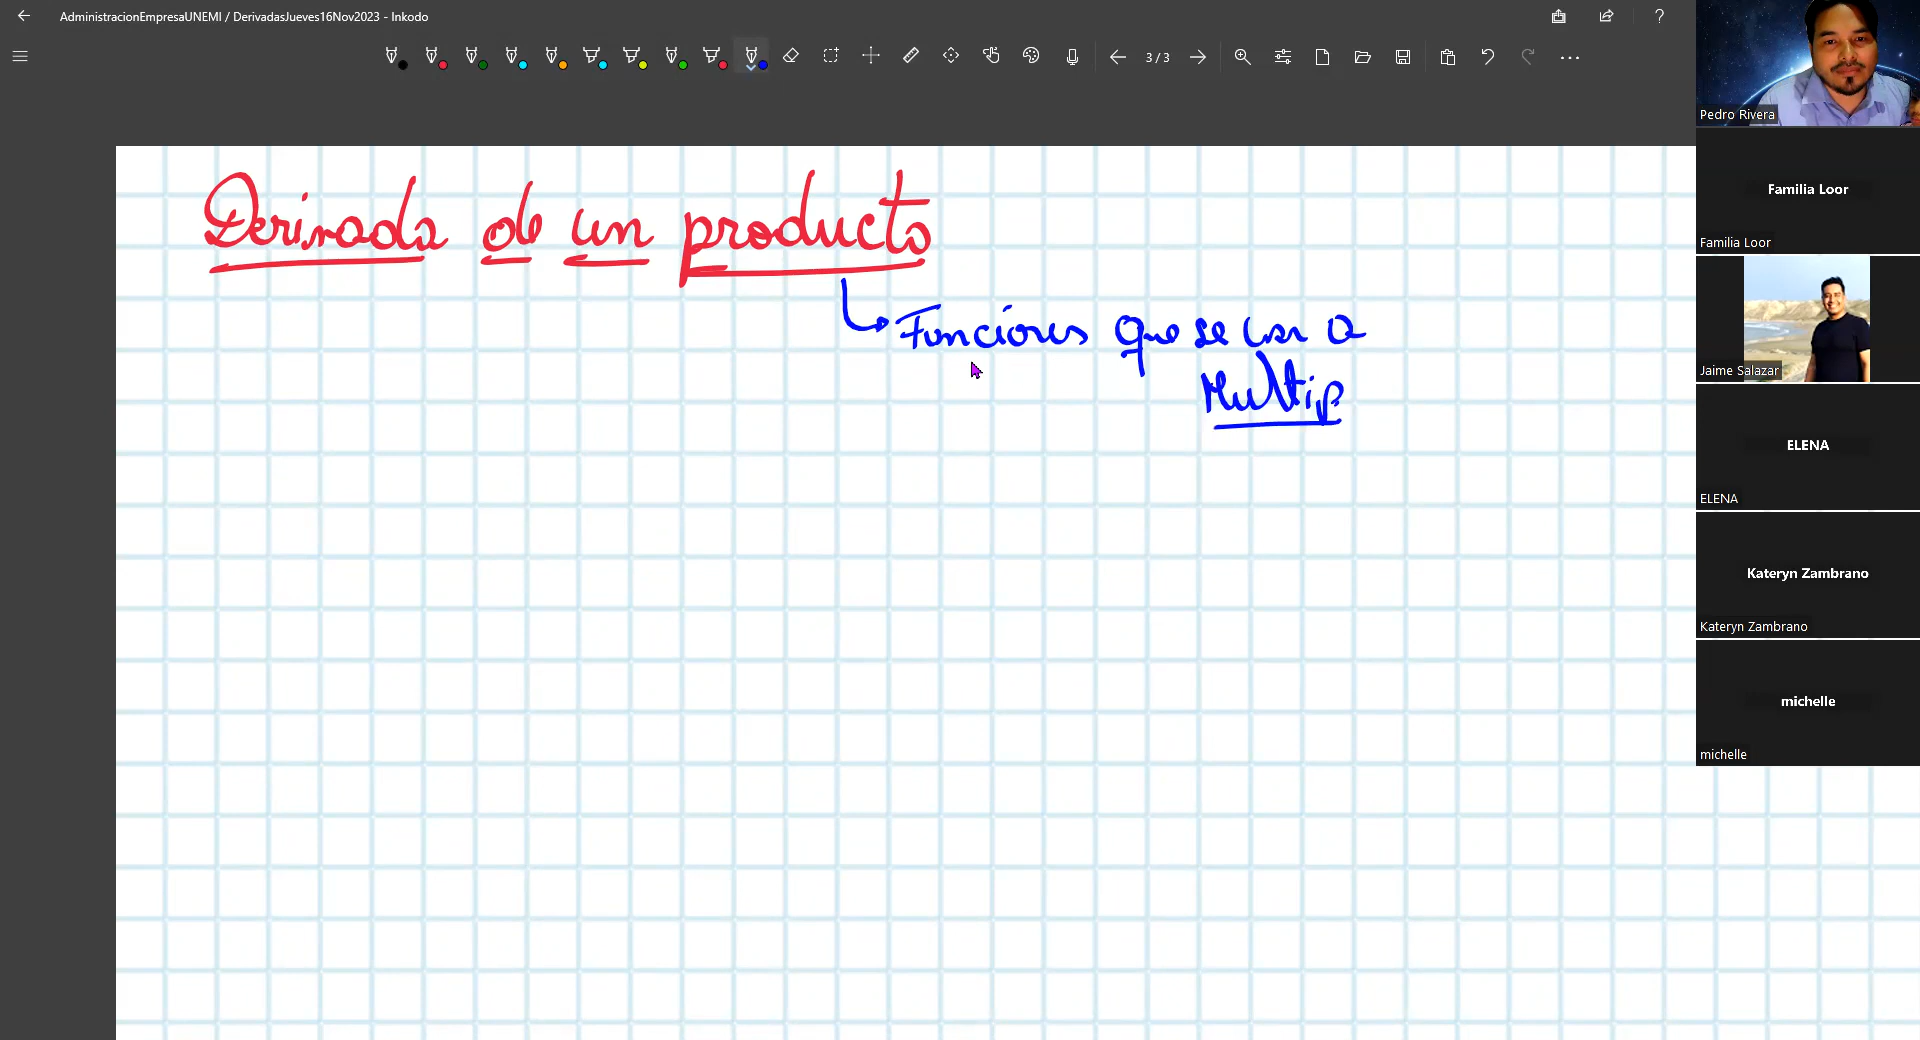 AdministracionEmpresaUNEMI / DerivadasJueves16Nov2023 - Inkodo
3 / 3
Derivada de un producto
Funciones que se van a
Multip
Pedro Rivera
Familia Loor
Familia Loor
Jaime Salazar
ELENA
ELENA
Kateryn Zambrano
Kateryn Zambrano
michelle
michelle